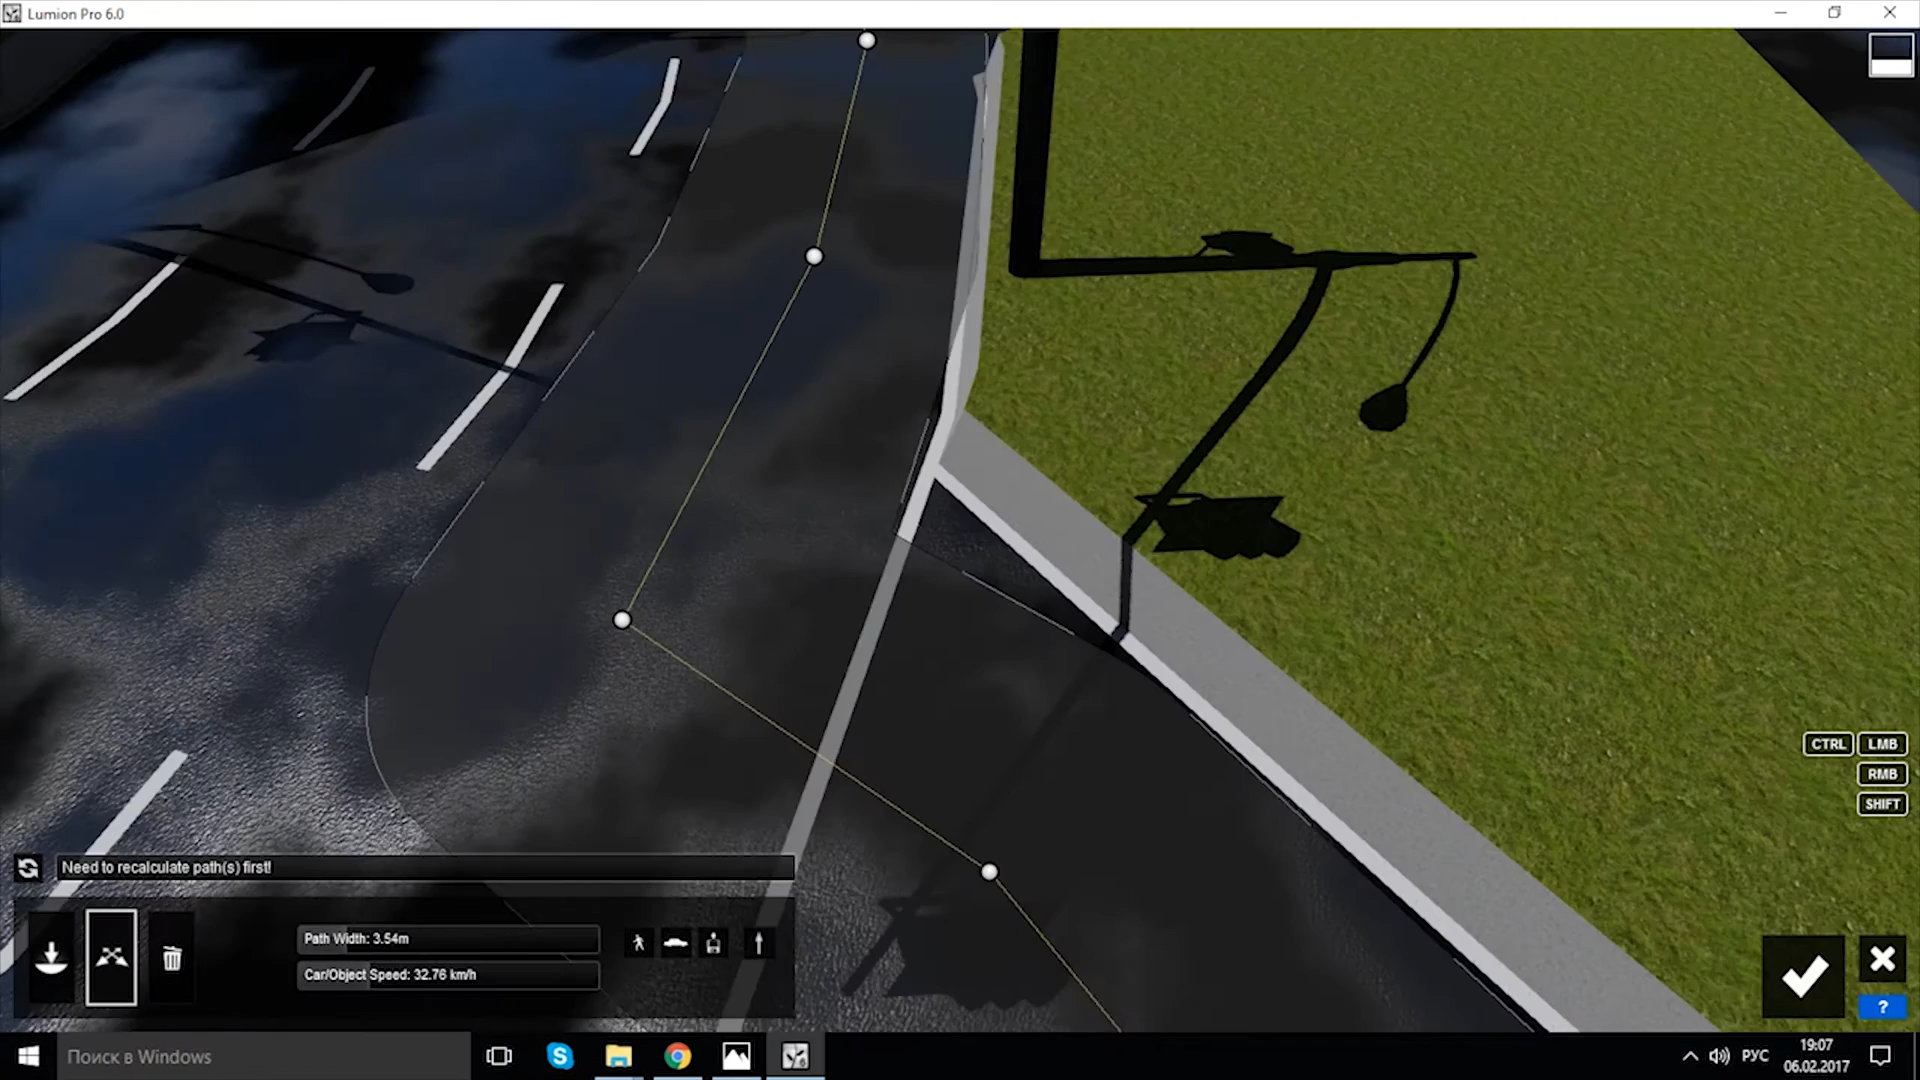 Lumion Pro 6.0
CTRL LMB
RMB
SHIFT
Need to recalculate path(s) first!
Path Width: 3.54m
Car/Object Speed: 32.76 km/h
?
Поиск в Windows
РУС
19:07
06.02.2017